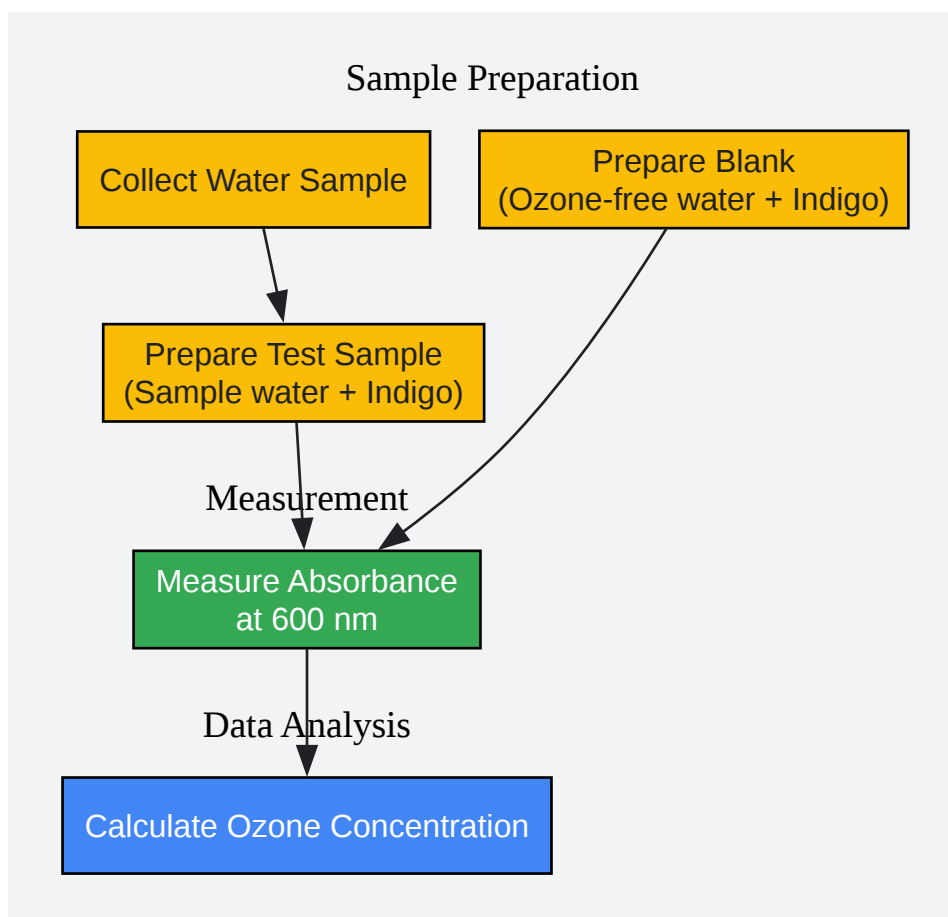 Sample Preparation
Collect Water Sample
Prepare Blank
(Ozone-free water + Indigo)
Prepare Test Sample
(Sample water + Indigo)
Measurement
Measure Absorbance
at 600 nm
Data Analysis
Calculate Ozone Concentration